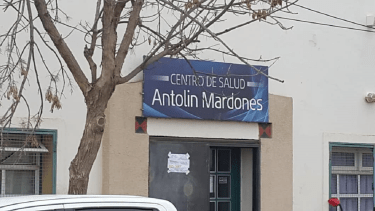 CENTRO DE SALUD
Antolin Mardones